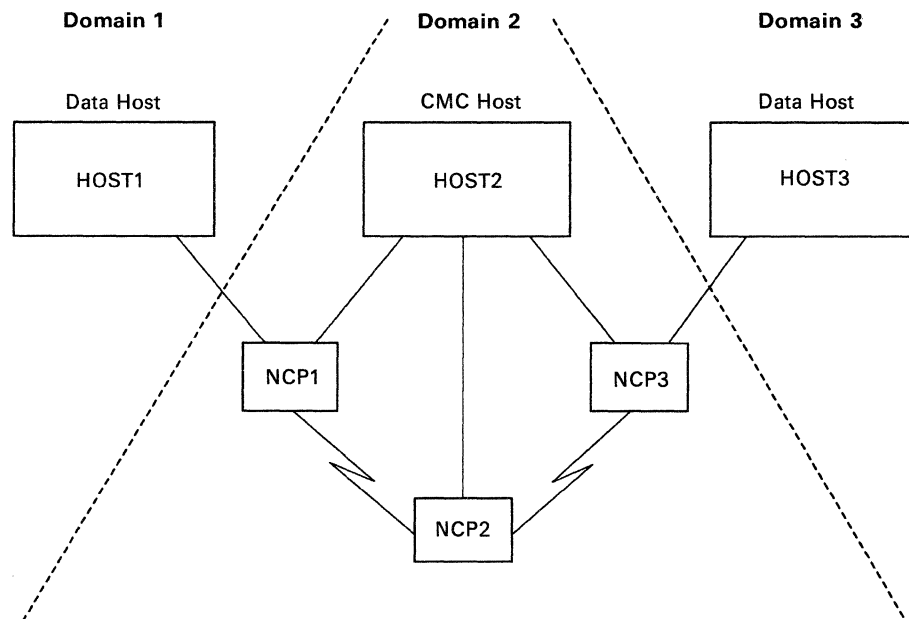 Domain 1
Domain 2
Domain 3
Data Host
CMC Host
Data Host
HOST1
HOST2
HOST3
NCP1
NCP3
NCP2